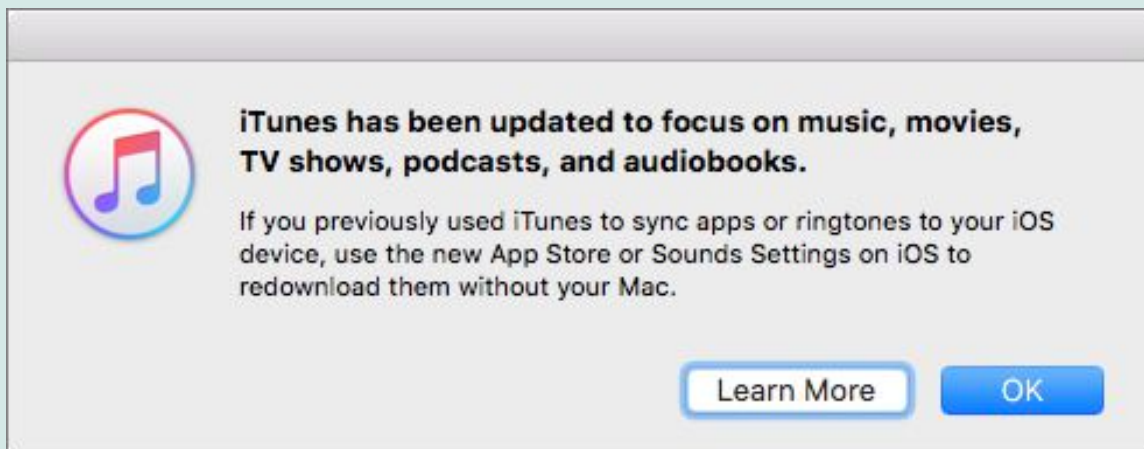 iTunes has been updated to focus on music, movies,
TV shows, podcasts, and audiobooks.
If you previously used iTunes to sync apps or ringtones to your iOS
device, use the new App Store or Sounds Settings on iOS to
redownload them without your Mac.
Learn More
OK